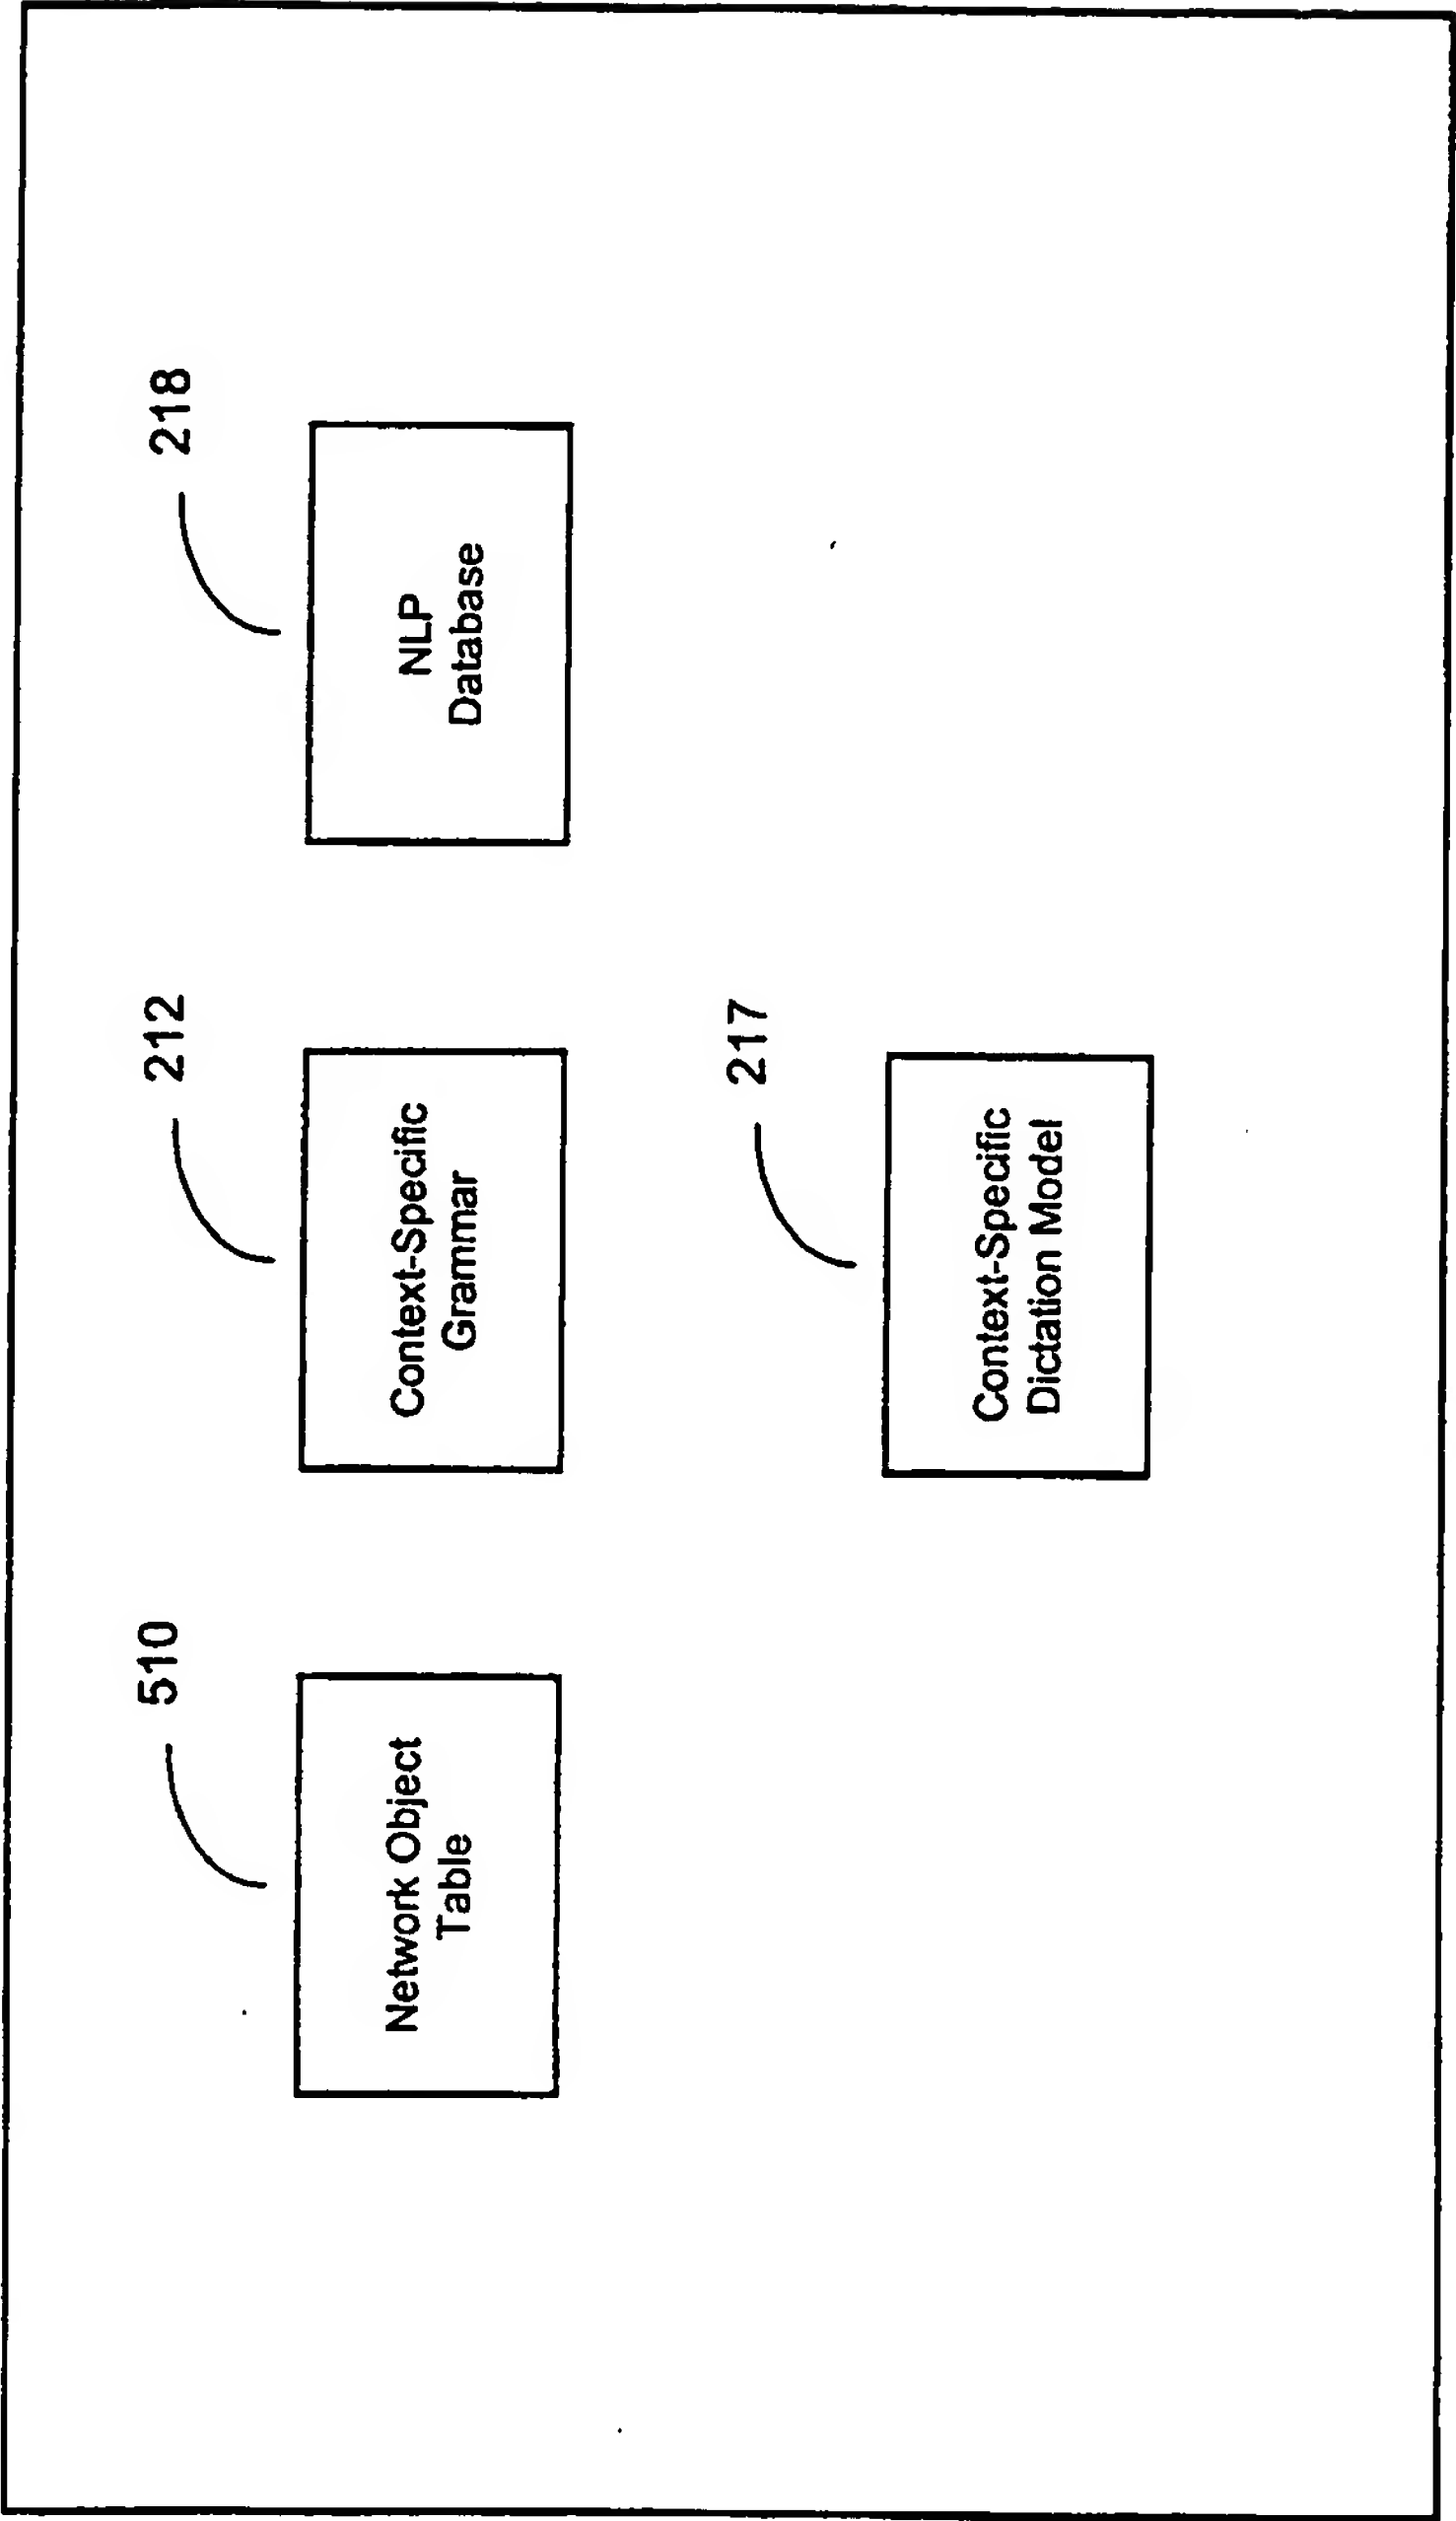 510
Network Object
Table
212
Context-Specific
Grammar
218
NLP
Database
217
Context-Specific
Dictation Model